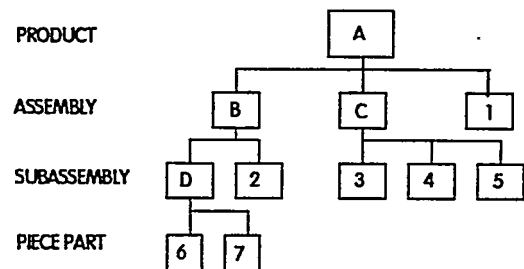 PRODUCT A
ASSEMBLY B C 1
SUBASSEMBLY D 2 3 4 5
PIECE PART 6 7